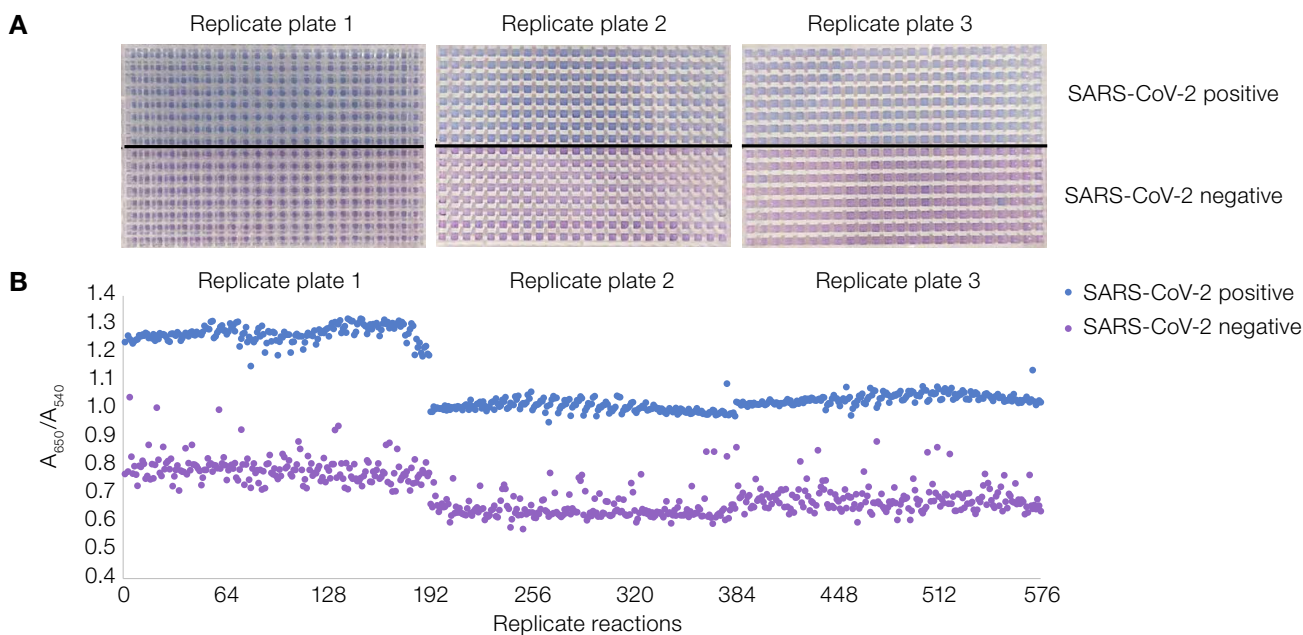 A
Replicate plate 1
Replicate plate 2
Replicate plate 3
SARS-CoV-2 positive
SARS-CoV-2 negative
B
Replicate plate 1
Replicate plate 2
Replicate plate 3
SARS-CoV-2 positive
SARS-CoV-2 negative
A650/A540
1.4
1.3
1.2
1.1
1.0
0.9
0.8
0.7
0.6
0.5
0.4
0 64 128 192 256 320 384 448 512 576
Replicate reactions